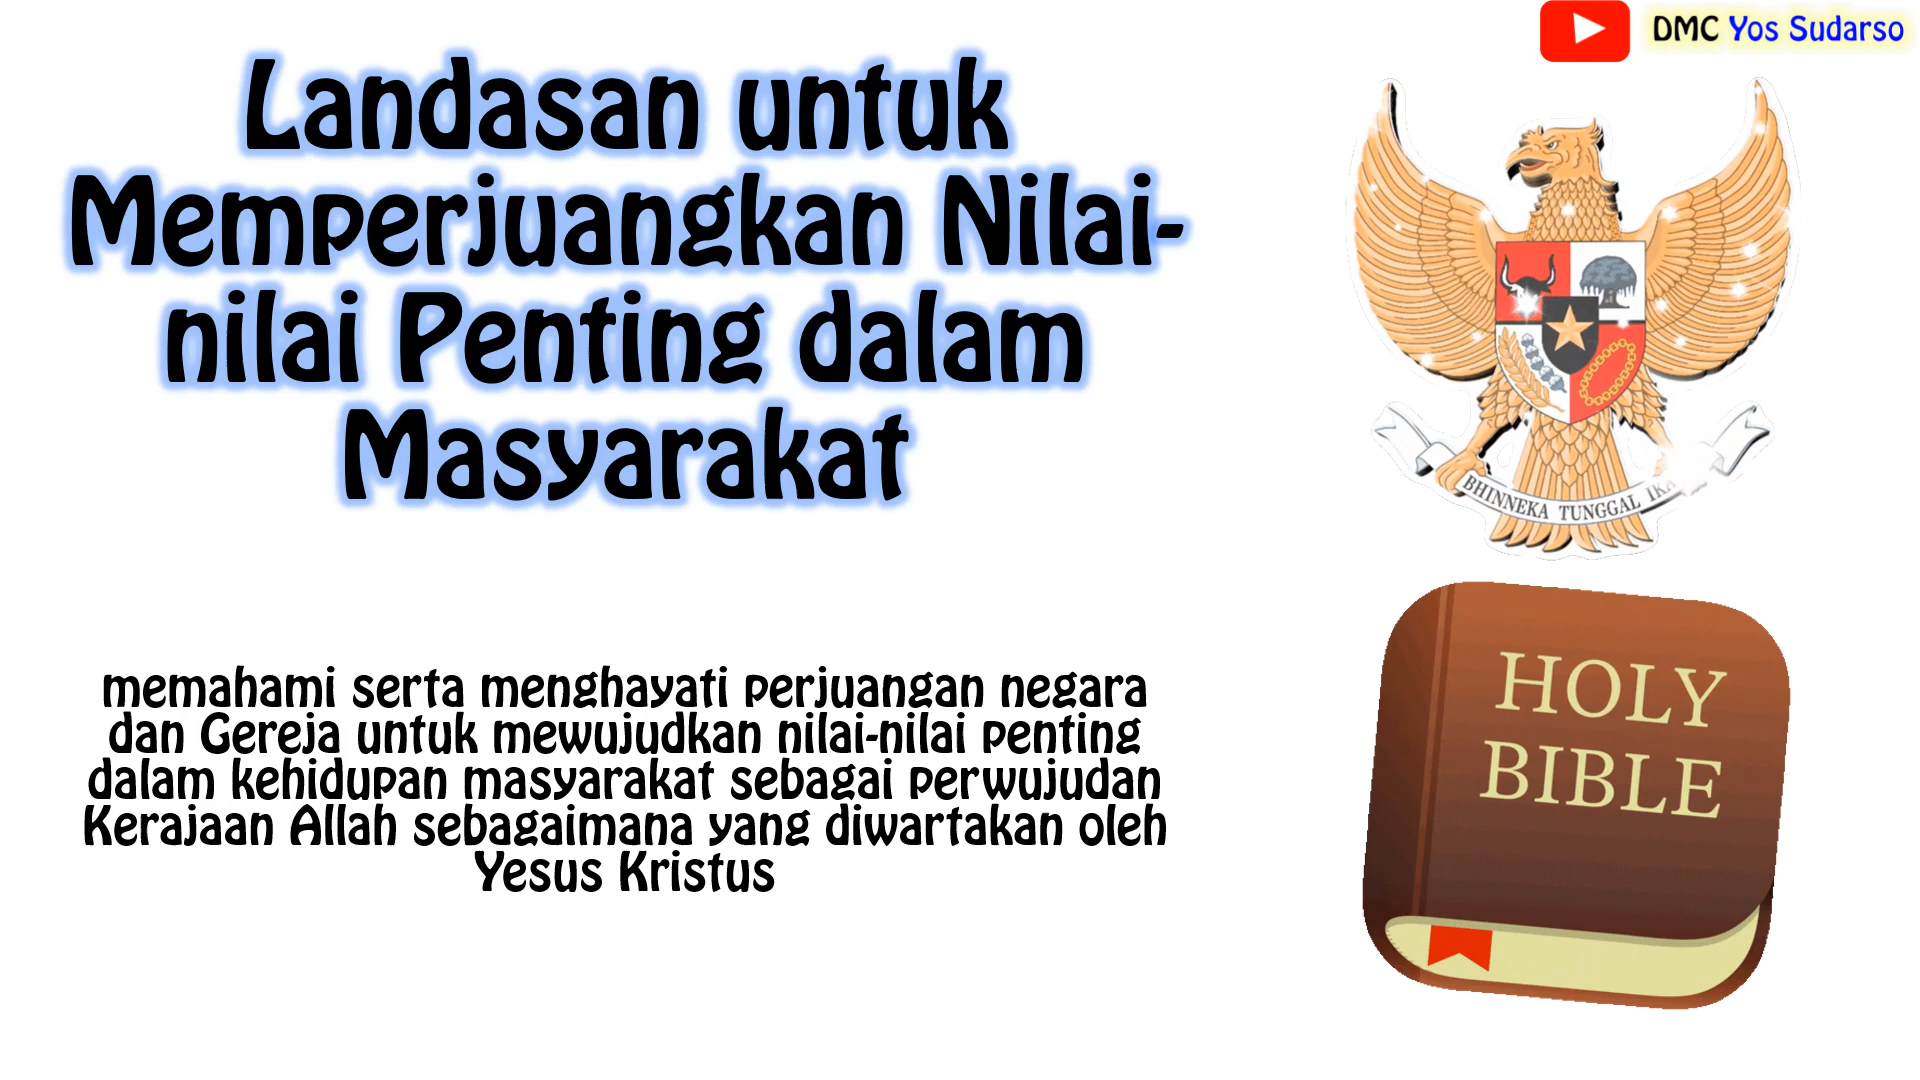 DMC Yos Sudarso
Landasan untuk
Memperjuangkan Nilai-
nilai Penting dalam
Masyarakat
BHINNEKA TUNGGAL IKA
memahami serta menghayati perjuangan negara
dan Gereja untuk mewujudkan nilai-nilai penting
dalam kehidupan masyarakat sebagai perwujudan
Kerajaan Allah sebagaimana yang diwartakan oleh
Yesus Kristus
HOLY
BIBLE